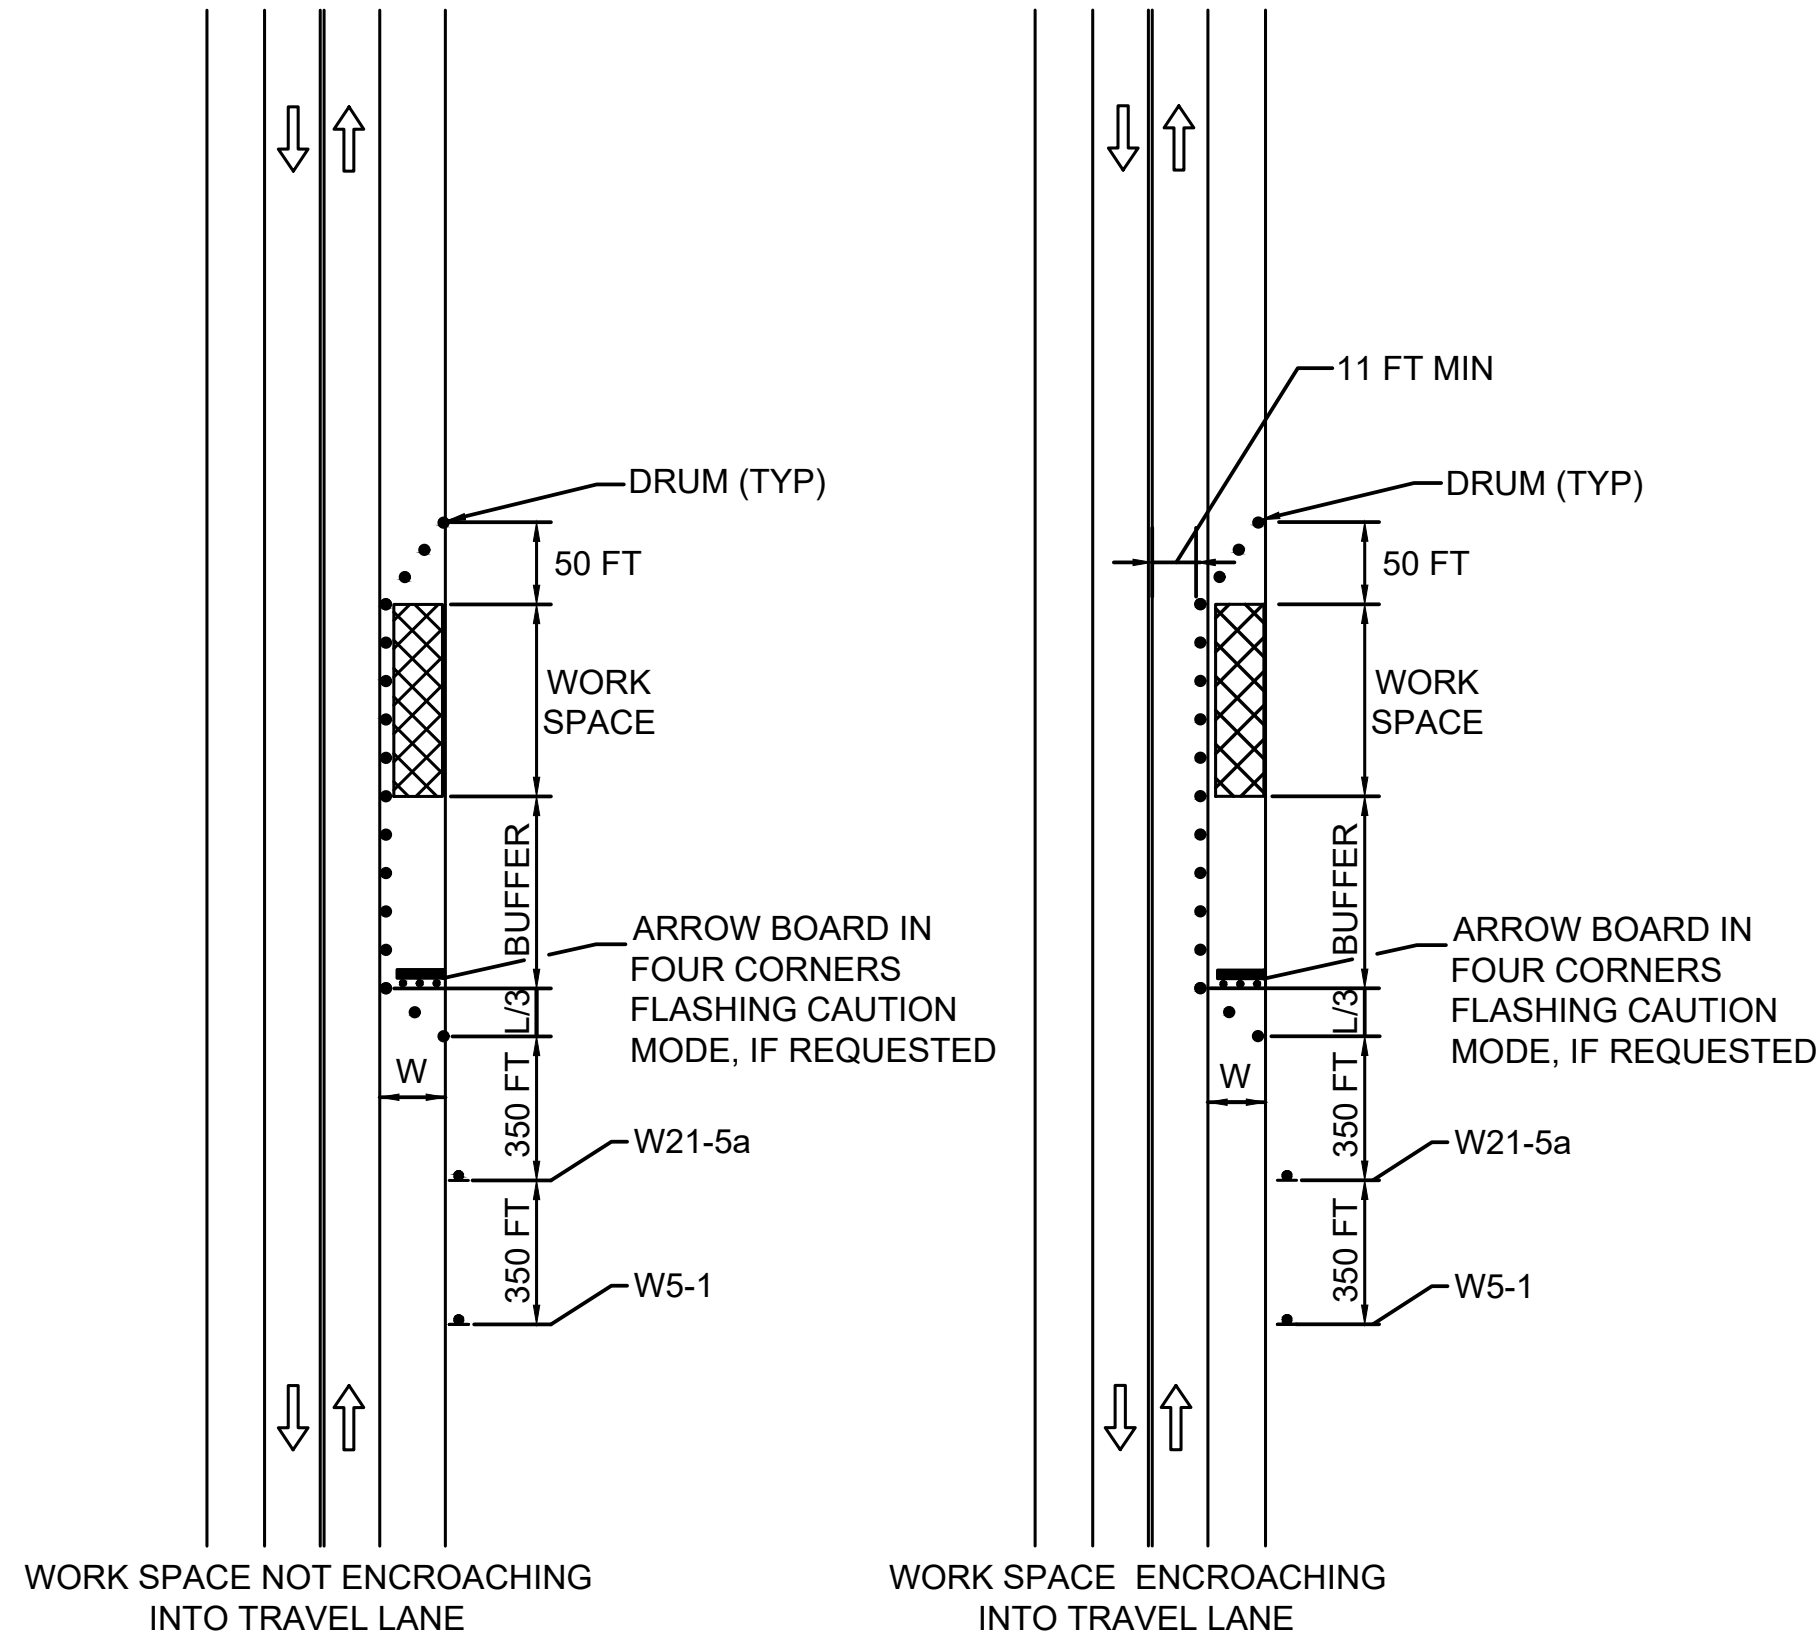 DRUM (TYP)
50 FT
WORK
SPACE
BUFFER
ARROW BOARD IN
FOUR CORNERS
FLASHING CAUTION
MODE, IF REQUESTED
L/3
W
350 FT
W21-5a
350 FT
W5-1
WORK SPACE NOT ENCROACHING
INTO TRAVEL LANE
11 FT MIN
DRUM (TYP)
50 FT
WORK
SPACE
BUFFER
ARROW BOARD IN
FOUR CORNERS
FLASHING CAUTION
MODE, IF REQUESTED
L/3
W
350 FT
W21-5a
350 FT
W5-1
WORK SPACE ENCROACHING
INTO TRAVEL LANE